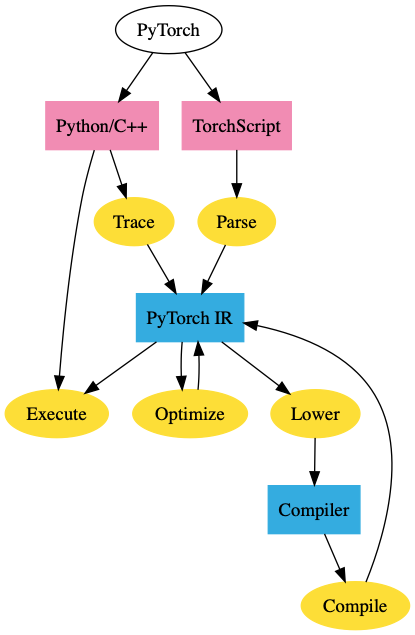 PyTorch
Python/C++
TorchScript
Trace
Parse
PyTorch IR
Execute
Optimize
Lower
Compiler
Compile